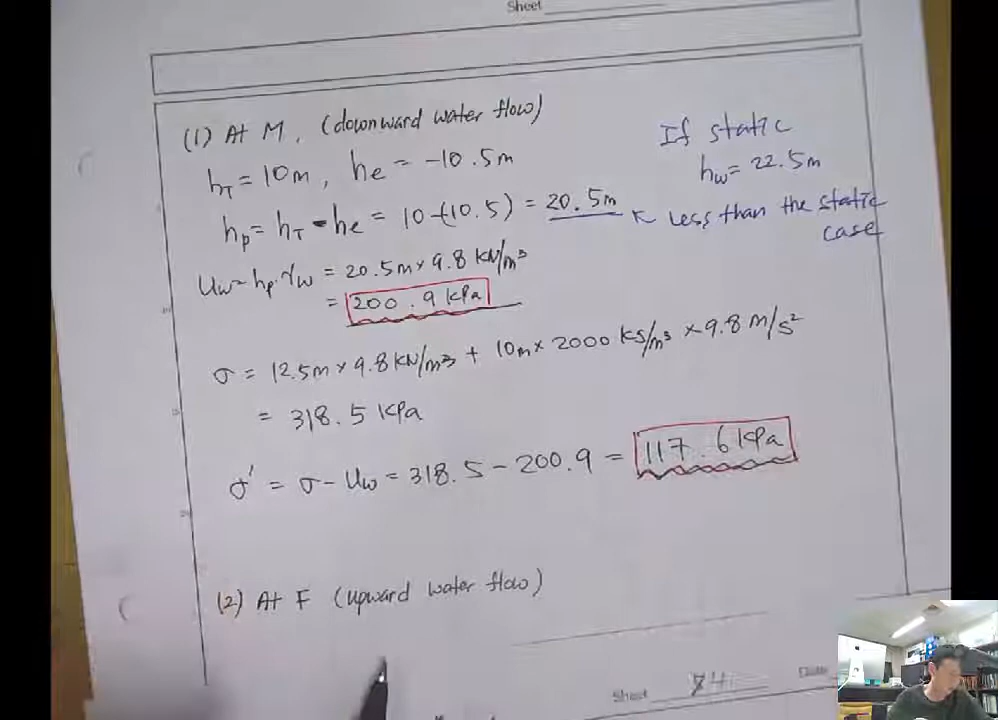 Sheet
(1) At M, (downward water flow)
hT = 10m, he = -10.5m
hp = hT - he = 10-(10.5) = 20.5m
If static
hw = 22.5m
← less than the static
case
Uw = hp.γw = 20.5m × 9.8 KN/m³
= 200.9 kPa
σ = 12.5m × 9.8 KN/m³ + 10m × 2000 KS/m³ × 9.8 m/s²
= 318.5 kPa
σ' = σ - Uw = 318.5 - 200.9 = 117.6 kPa
(2) At F (upward water flow)
Sheet